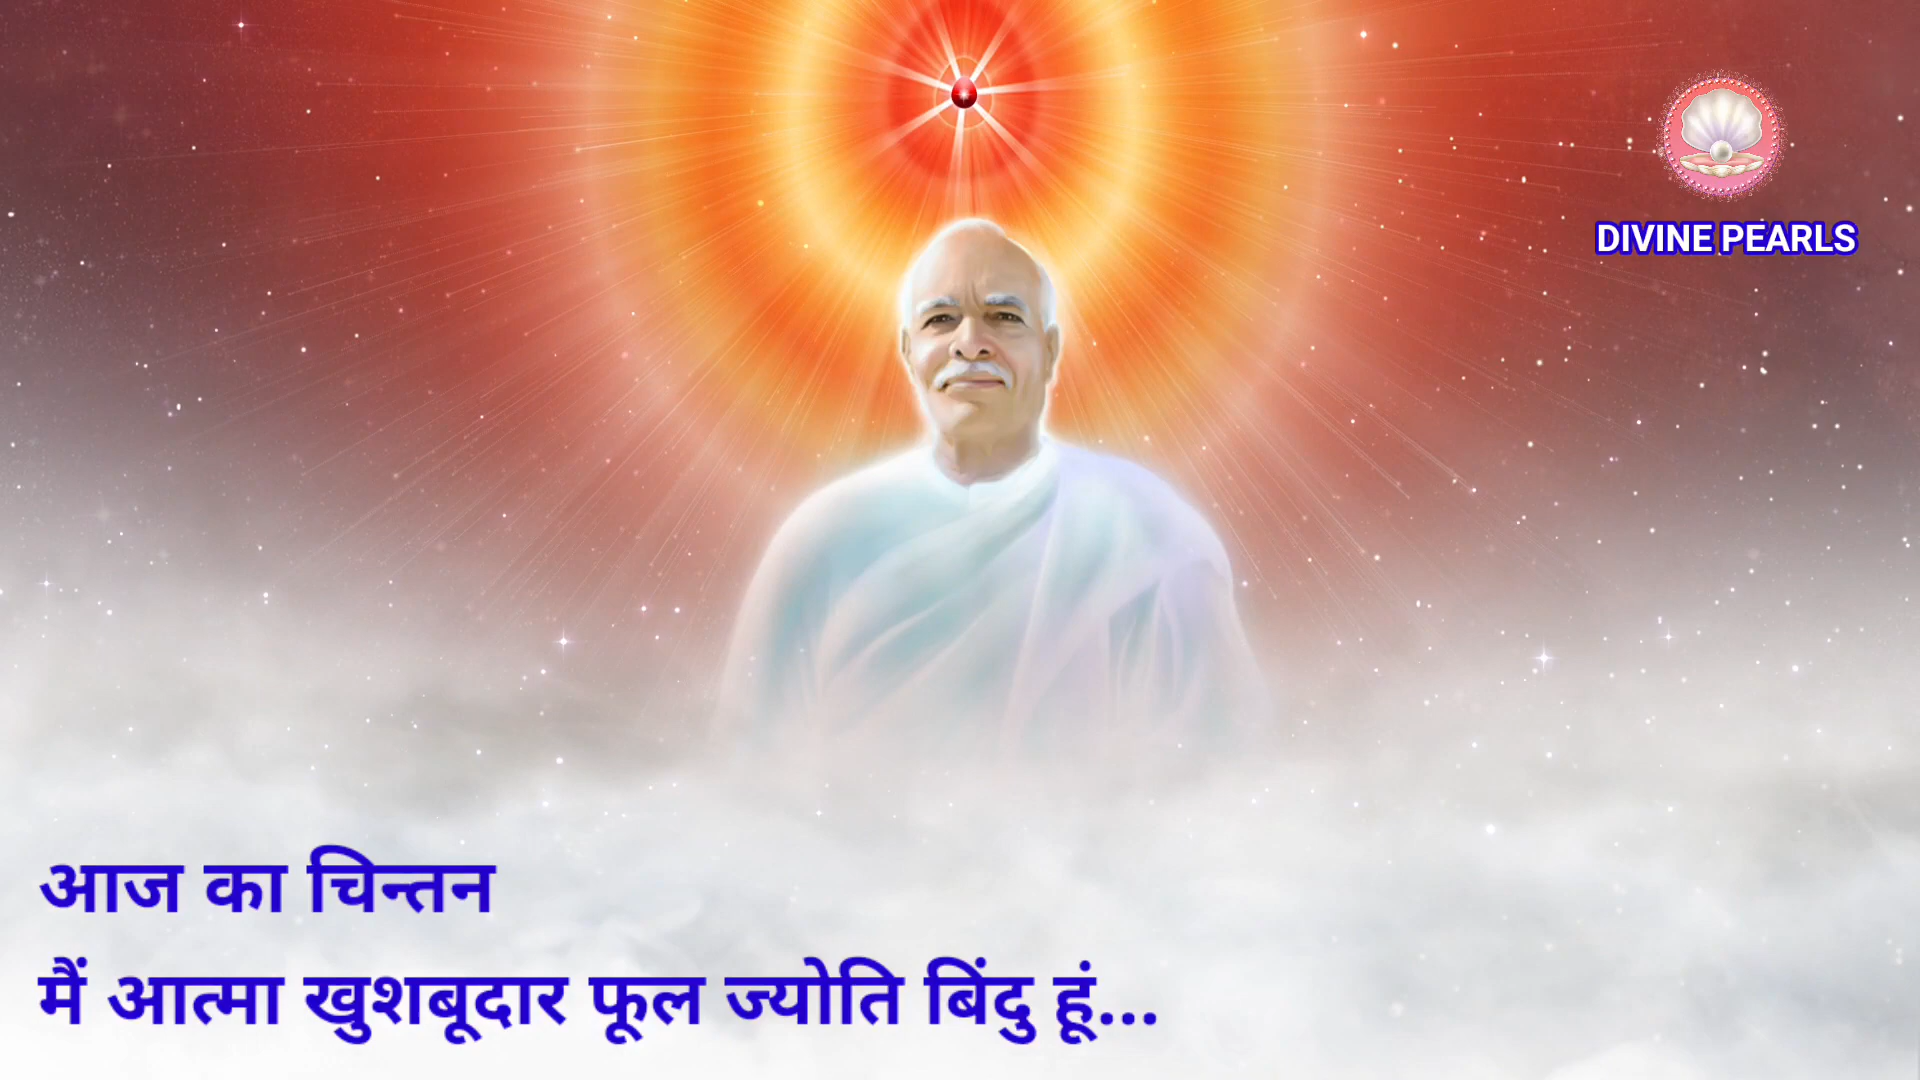 DIVINE PEARLS
आज का चिन्तन
मैं आत्मा खुशबूदार फूल ज्योति बिंदु हूं...